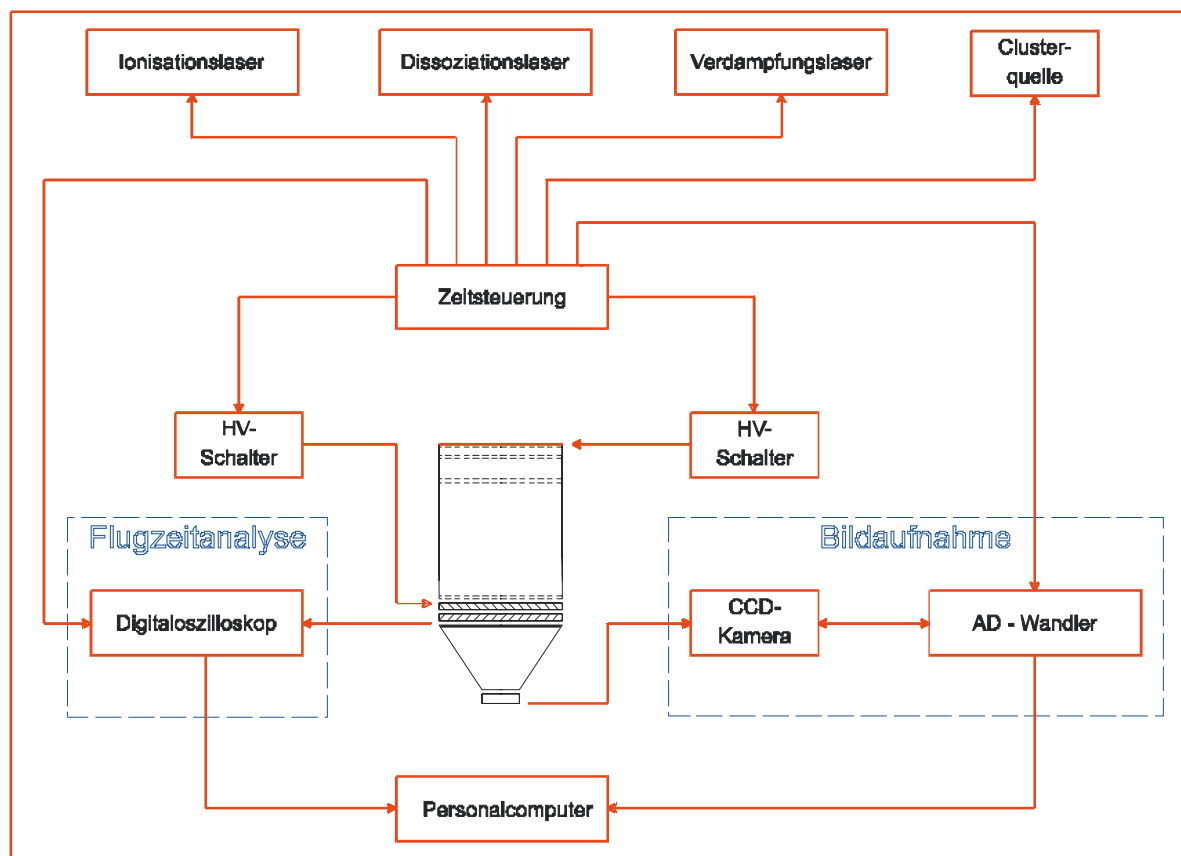 Ionisationslaser
Dissoziationslaser
Verdampfungslaser
Cluster-
quelle
Zeitsteuerung
HV-
Schalter
HV-
Schalter
Flugzeitanalyse
Bildaufnahme
Digitaloszilloskop
CCD-
Kamera
AD - Wandler
Personalcomputer